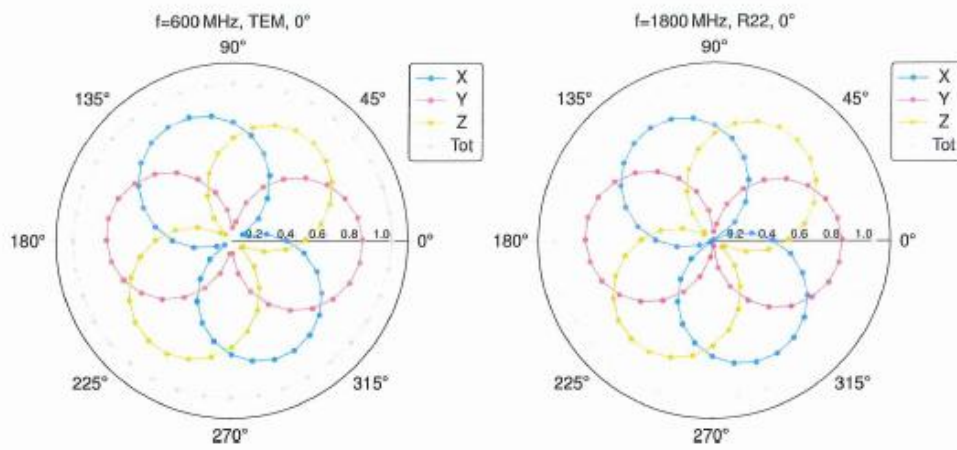 f=600 MHz, TEM, 0°
90°
135°
45°
X
Y
Z
Tot
180°
0.2 0.4 0.6 0.8 1.0
0°
225°
315°
270°
f=1800 MHz, R22, 0°
90°
135°
45°
X
Y
Z
Tot
180°
0.2 0.4 0.6 0.8 1.0
0°
225°
315°
270°